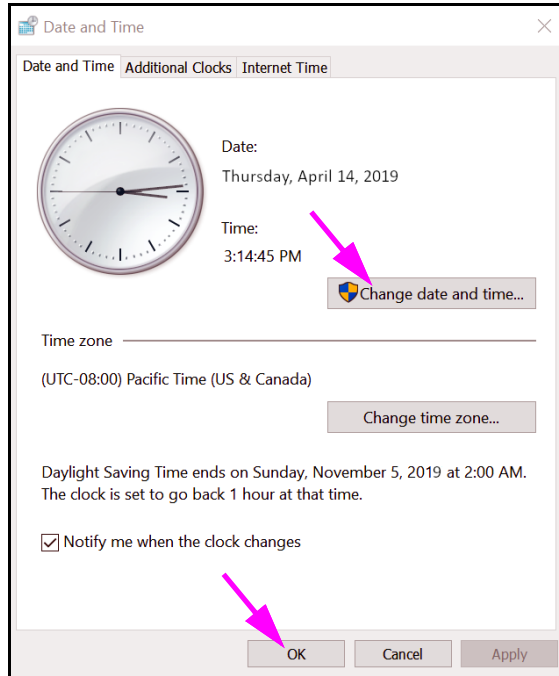 Date and Time
Date and Time Additional Clocks Internet Time
Date:
Thursday, April 14, 2019
Time:
3:14:45 PM
Change date and time...
Time zone
(UTC-08:00) Pacific Time (US & Canada)
Change time zone...
Daylight Saving Time ends on Sunday, November 5, 2019 at 2:00 AM.
The clock is set to go back 1 hour at that time.
Notify me when the clock changes
OK Cancel Apply